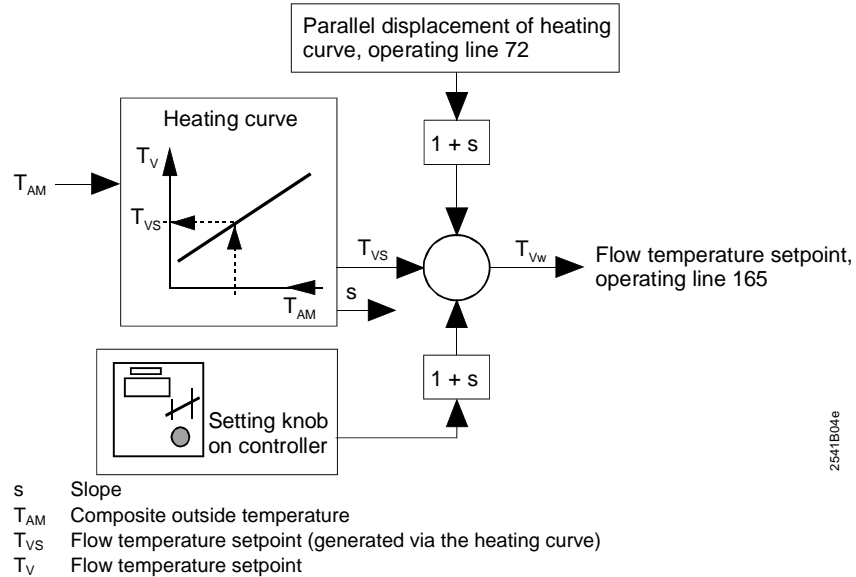 Parallel displacement of heating
curve, operating line 72
Heating curve
1 + s
T_V
T_AM
T_VS
T_VS
T_Vw
Flow temperature setpoint,
operating line 165
s
T_AM
1 + s
Setting knob
on controller
2541B04e
s Slope
T_AM Composite outside temperature
T_VS Flow temperature setpoint (generated via the heating curve)
T_V Flow temperature setpoint